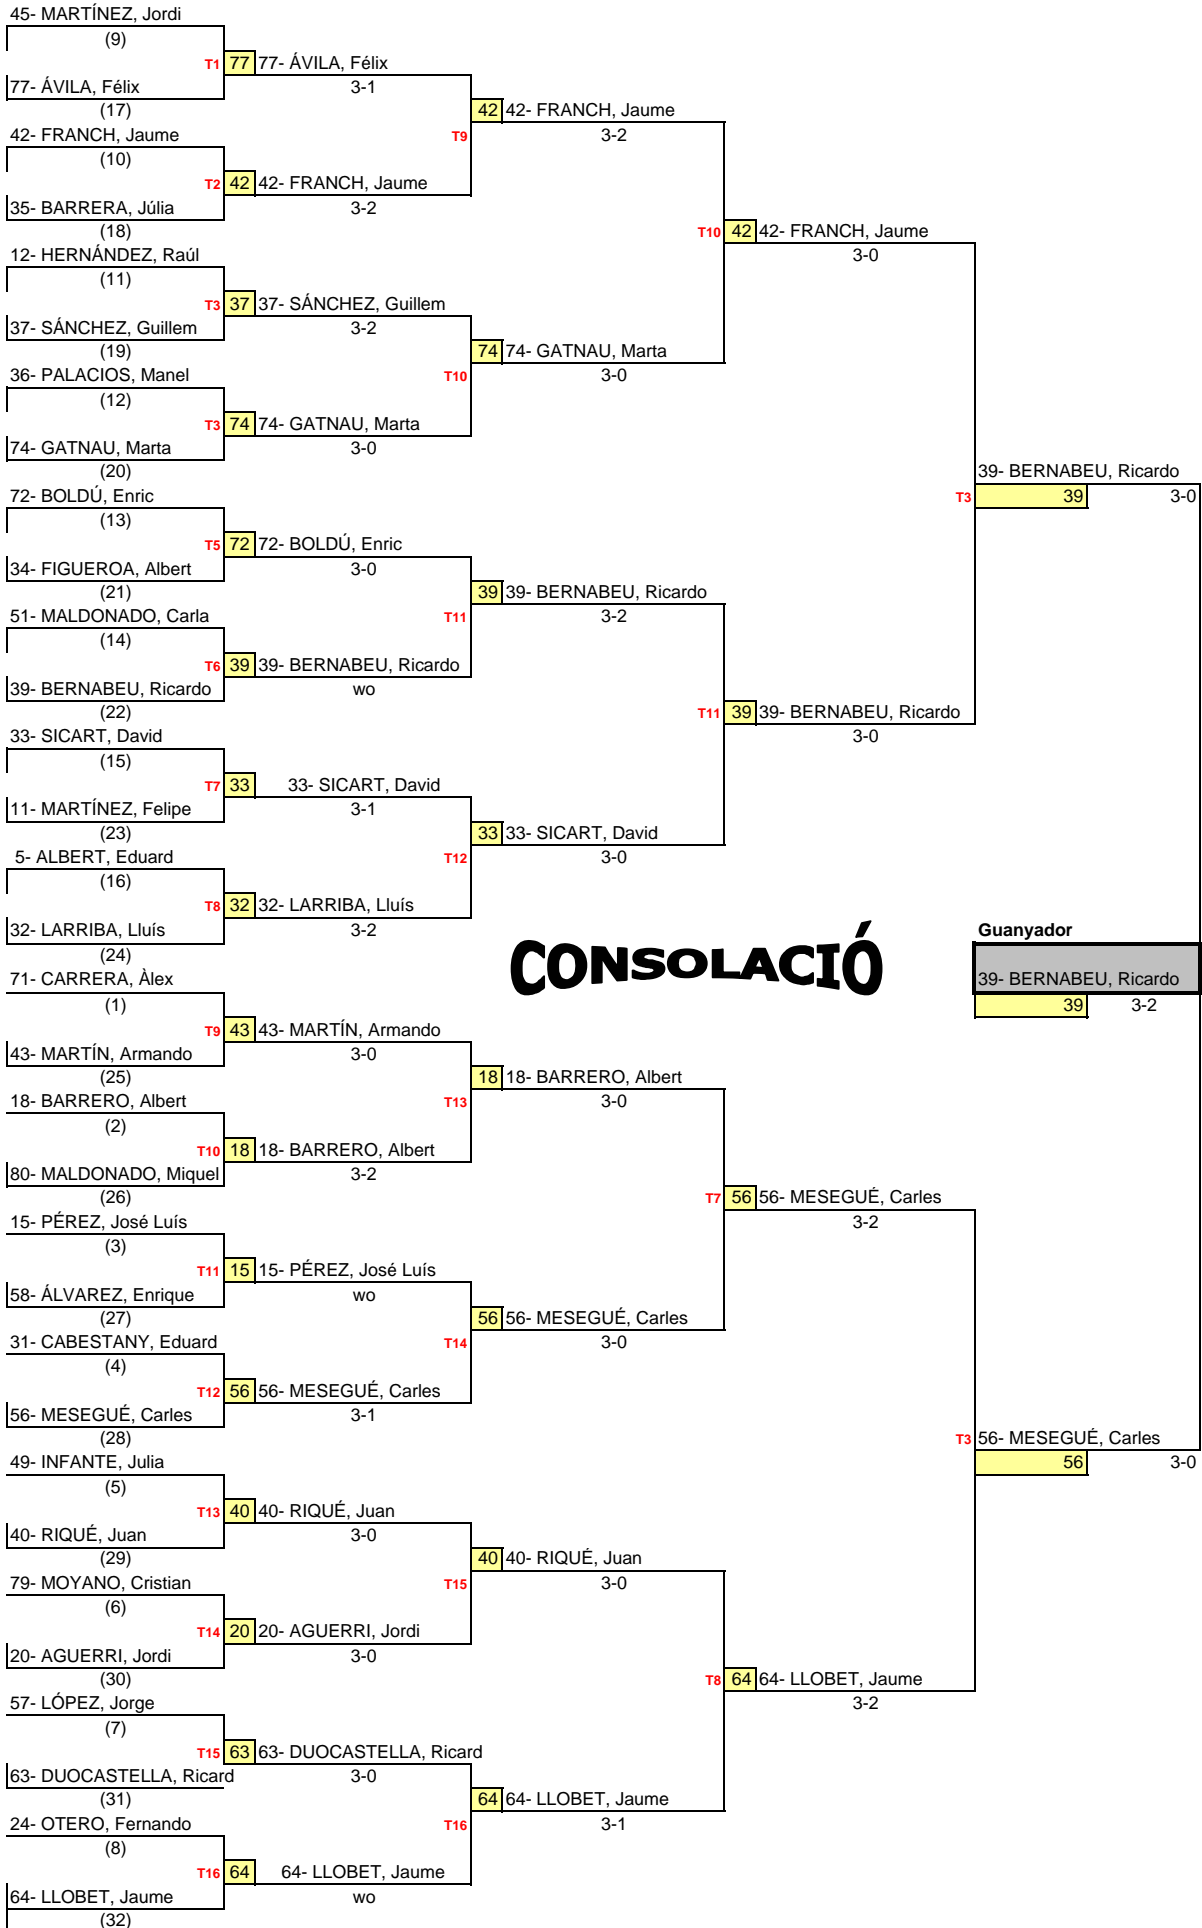 45- MARTÍNEZ, Jordi
(9)
T1 77 77- ÁVILA, Félix
77- ÁVILA, Félix
3-1
(17)
42 42- FRANCH, Jaume
42- FRANCH, Jaume
T9
3-2
(10)
T2 42 42- FRANCH, Jaume
35- BARRERA, Júlia
3-2
(18)
T10 42 42- FRANCH, Jaume
12- HERNÁNDEZ, Raúl
3-0
(11)
T3 37 37- SÁNCHEZ, Guillem
37- SÁNCHEZ, Guillem
3-2
(19)
74 74- GATNAU, Marta
36- PALACIOS, Manel
T10
3-0
(12)
T3 74 74- GATNAU, Marta
74- GATNAU, Marta
3-0
(20)
39- BERNABEU, Ricardo
72- BOLDÚ, Enric
T3 39 3-0
(13)
T5 72 72- BOLDÚ, Enric
34- FIGUEROA, Albert
3-0
(21)
39 39- BERNABEU, Ricardo
51- MALDONADO, Carla
T11
3-2
(14)
T6 39 39- BERNABEU, Ricardo
39- BERNABEU, Ricardo
wo
(22)
T11 39 39- BERNABEU, Ricardo
33- SICART, David
3-0
(15)
T7 33 33- SICART, David
11- MARTÍNEZ, Felipe
3-1
(23)
33 33- SICART, David
5- ALBERT, Eduard
T12
3-0
(16)
T8 32 32- LARRIBA, Lluís
32- LARRIBA, Lluís
3-2
(24)
CONSOLACIÓ
Guanyador
39- BERNABEU, Ricardo
39 3-2
71- CARRERA, Àlex
(1)
T9 43 43- MARTÍN, Armando
43- MARTÍN, Armando
3-0
(25)
18 18- BARRERO, Albert
18- BARRERO, Albert
T13
3-0
(2)
T10 18 18- BARRERO, Albert
80- MALDONADO, Miquel
3-2
(26)
T7 56 56- MESEGUÉ, Carles
15- PÉREZ, José Luís
3-2
(3)
T11 15 15- PÉREZ, José Luís
58- ÁLVAREZ, Enrique
wo
(27)
56 56- MESEGUÉ, Carles
31- CABESTANY, Eduard
T14
3-0
(4)
T12 56 56- MESEGUÉ, Carles
56- MESEGUÉ, Carles
3-1
(28)
T3 56- MESEGUÉ, Carles
49- INFANTE, Julia
56 3-0
(5)
T13 40 40- RIQUÉ, Juan
40- RIQUÉ, Juan
3-0
(29)
40 40- RIQUÉ, Juan
79- MOYANO, Cristian
T15
3-0
(6)
T14 20 20- AGUERRI, Jordi
20- AGUERRI, Jordi
3-0
(30)
T8 64 64- LLOBET, Jaume
57- LÓPEZ, Jorge
3-2
(7)
T15 63 63- DUOCASTELLA, Ricard
63- DUOCASTELLA, Ricard
3-0
(31)
64 64- LLOBET, Jaume
24- OTERO, Fernando
T16
3-1
(8)
T16 64 64- LLOBET, Jaume
64- LLOBET, Jaume
wo
(32)